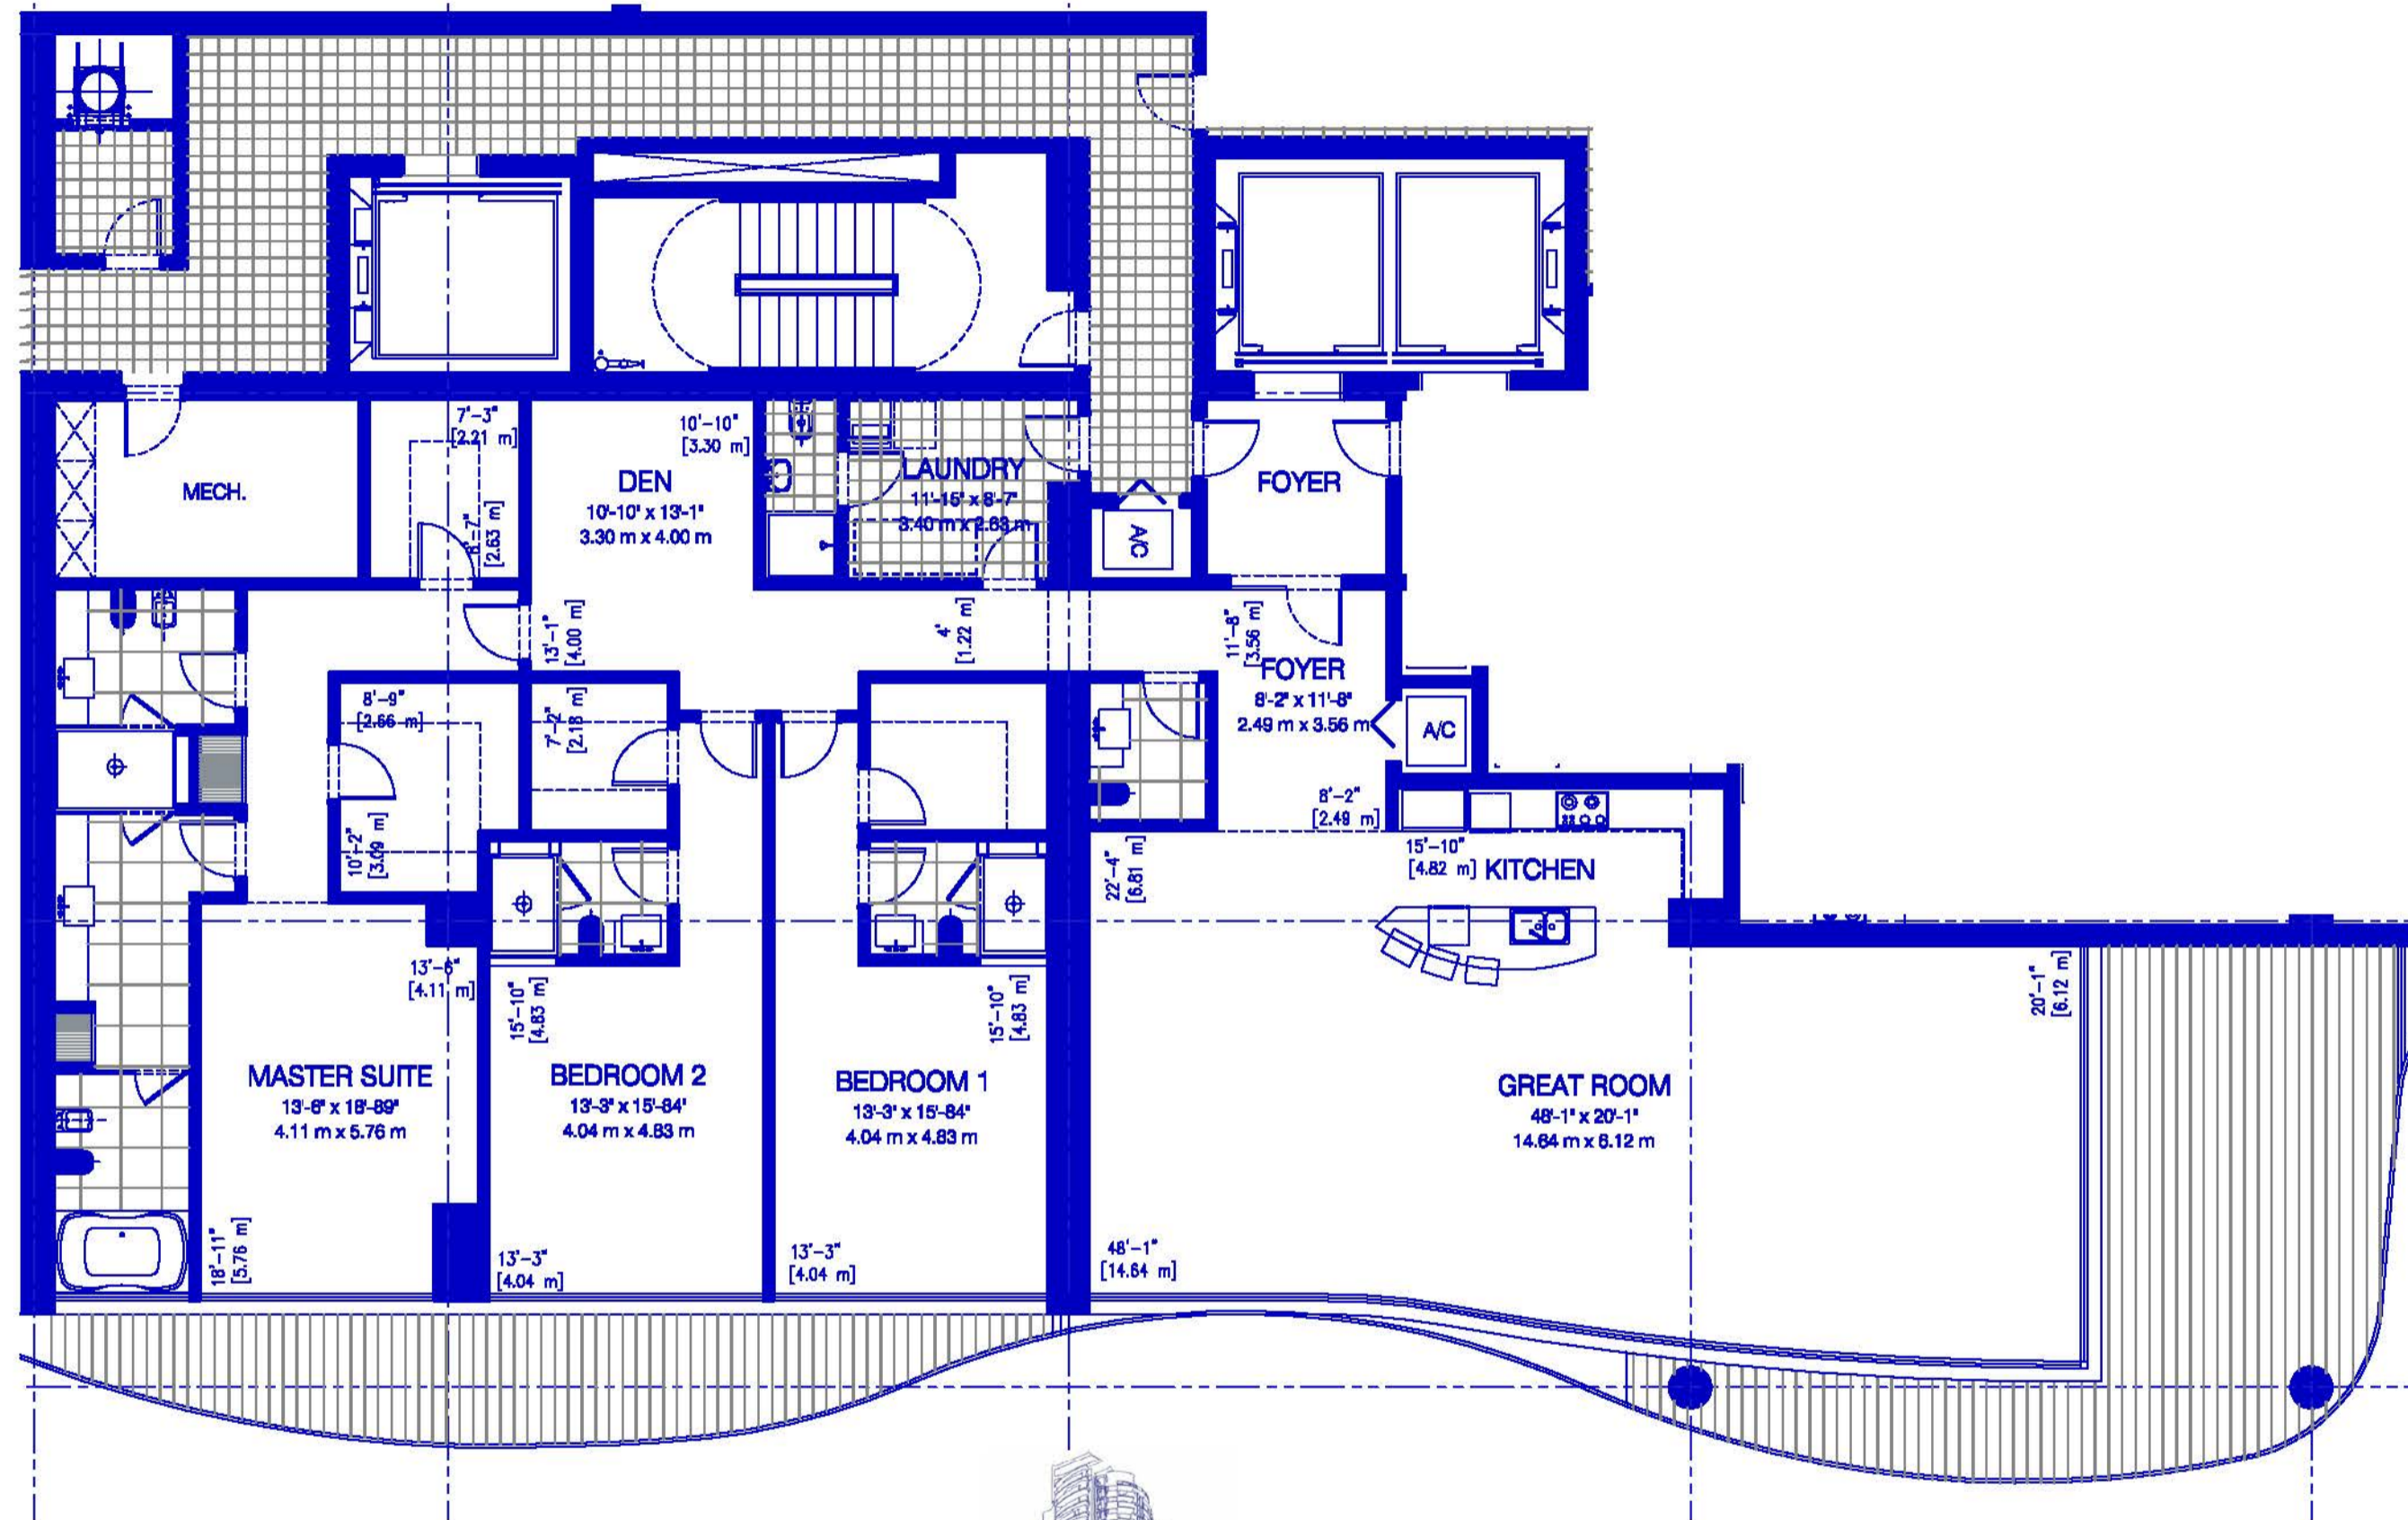 7'-3"
[2.21 m]
8'-7"
[2.63 m]
MECH.
10'-10"
[3.30 m]
DEN
10'-10" x 13'-1"
3.30 m x 4.00 m
LAUNDRY
11'-15" x 8'-7"
3.40 m x 2.63 m
A/C
FOYER
13'-1"
[4.00 m]
4'
[1.22 m]
11'-8"
[3.56 m]
FOYER
8'-2" x 11'-8"
2.49 m x 3.56 m
A/C
8'-9"
[2.66 m]
7'-2"
[2.18 m]
10'-2"
[3.09 m]
8'-2"
[2.49 m]
22'-4"
[6.81 m]
15'-10"
[4.82 m]
KITCHEN
13'-6"
[4.11 m]
15'-10"
[4.83 m]
15'-10"
[4.83 m]
20'-1"
[6.12 m]
MASTER SUITE
13'-6" x 18'-89"
4.11 m x 5.76 m
BEDROOM 2
13'-3" x 15'-84"
4.04 m x 4.83 m
BEDROOM 1
13'-3" x 15'-84"
4.04 m x 4.83 m
GREAT ROOM
48'-1" x 20'-1"
14.64 m x 6.12 m
18'-11"
[5.76 m]
13'-3"
[4.04 m]
13'-3"
[4.04 m]
48'-1"
[14.64 m]